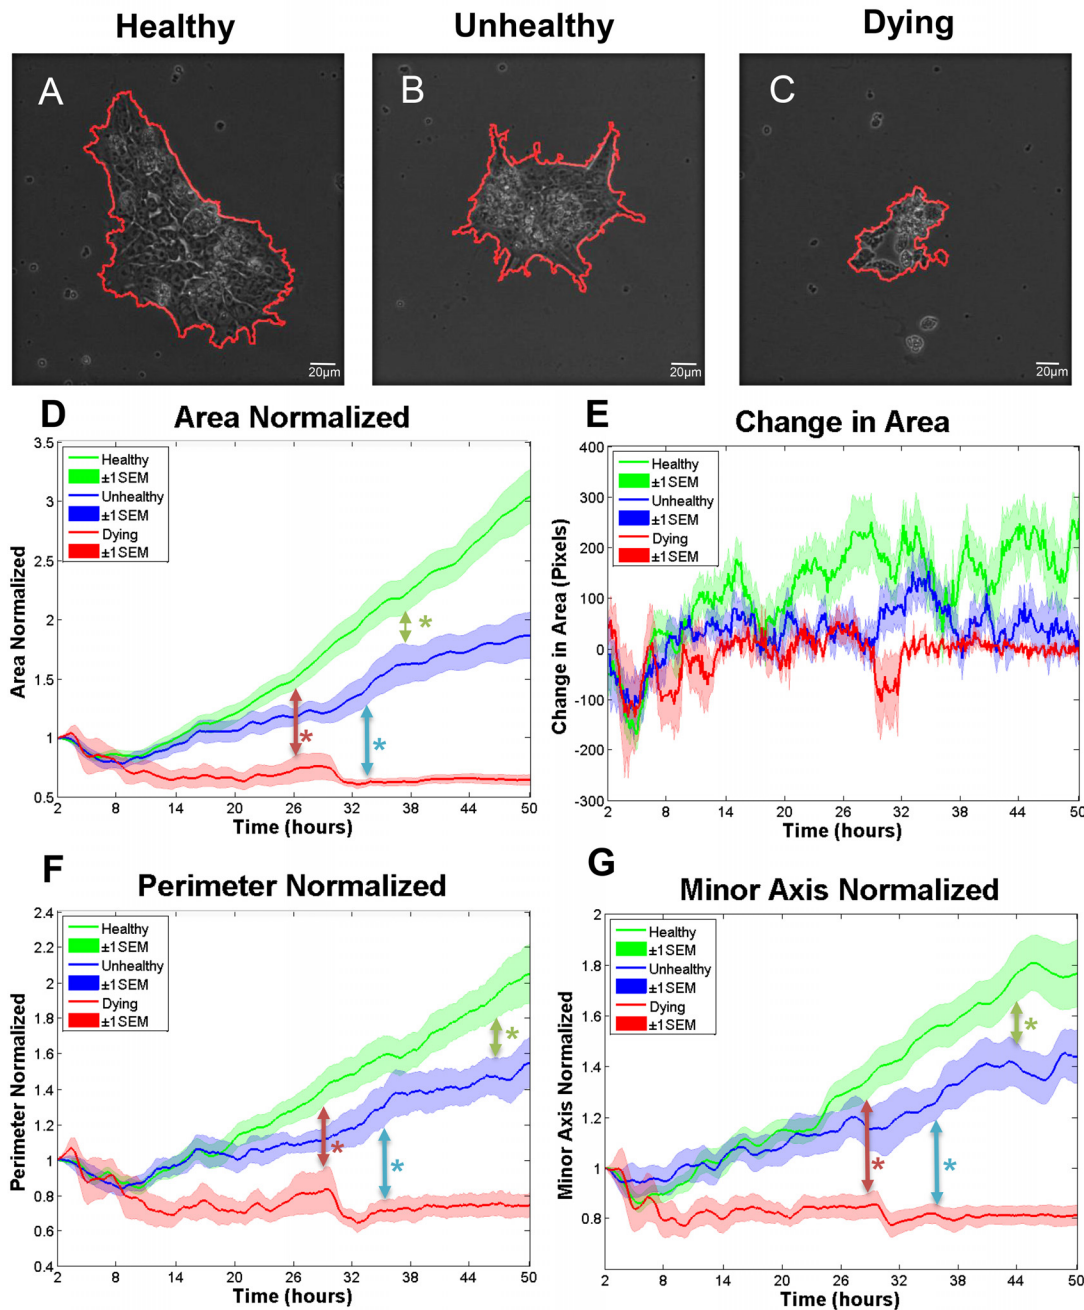 Healthy
Unhealthy
Dying
A
B
C
20µm
20µm
20µm
D
Area Normalized
Healthy
±1SEM
Unhealthy
±1SEM
Dying
±1SEM
Area Normalized
3.5
3
2.5
2
1.5
1
0.5
*
*
*
2 8 14 20 26 32 38 44 50
Time (hours)
E
Change in Area
Healthy
±1SEM
Unhealthy
±1SEM
Dying
±1SEM
Change in Area (Pixels)
400
300
200
100
0
-100
-200
-300
2 8 14 20 26 32 38 44 50
Time (hours)
F
Perimeter Normalized
Healthy
±1SEM
Unhealthy
±1SEM
Dying
±1SEM
Perimeter Normalized
2.4
2.2
2
1.8
1.6
1.4
1.2
1
0.8
0.6
0.4
*
*
*
2 8 14 20 26 32 38 44 50
Time (hours)
G
Minor Axis Normalized
Healthy
±1SEM
Unhealthy
±1SEM
Dying
±1SEM
Minor Axis Normalized
2
1.8
1.6
1.4
1.2
1
0.8
*
*
*
2 8 14 20 26 32 38 44 50
Time (hours)